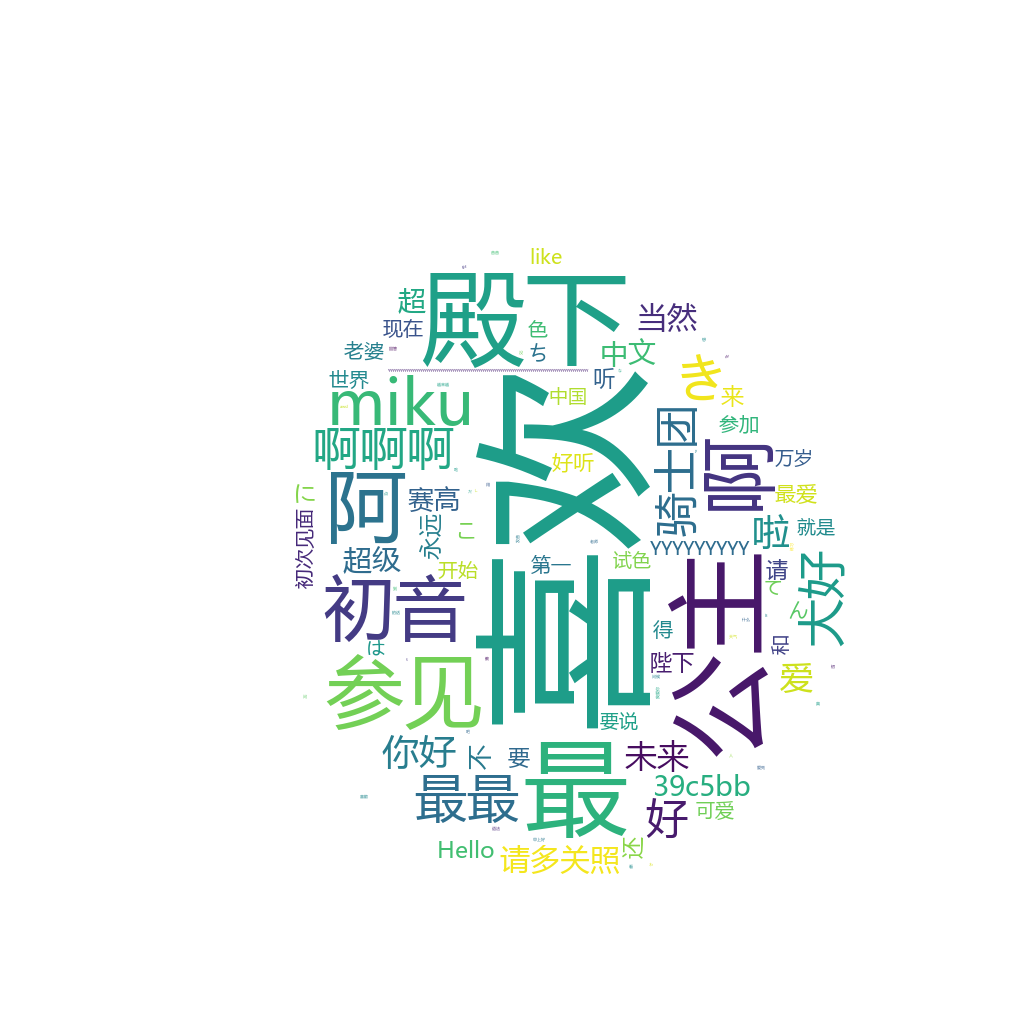 like
殿下
超
当然
现在
色
老婆
ち
中文
听
世界
中国
き
来
miku
参加
啊啊啊
喜欢
好听
骑士团
啊
万岁
阿
赛高
最爱
に
永远
こ
啦
就是
初次见面
YYYYYYYYY
超级
开始
第一
试色
请
大好
初音
公主
て
ん
は
得
和
参见
陛下
爱
要说
你好
不
要
最
未来
最最
39c5bb
好
可爱
Hello
请多关照
还